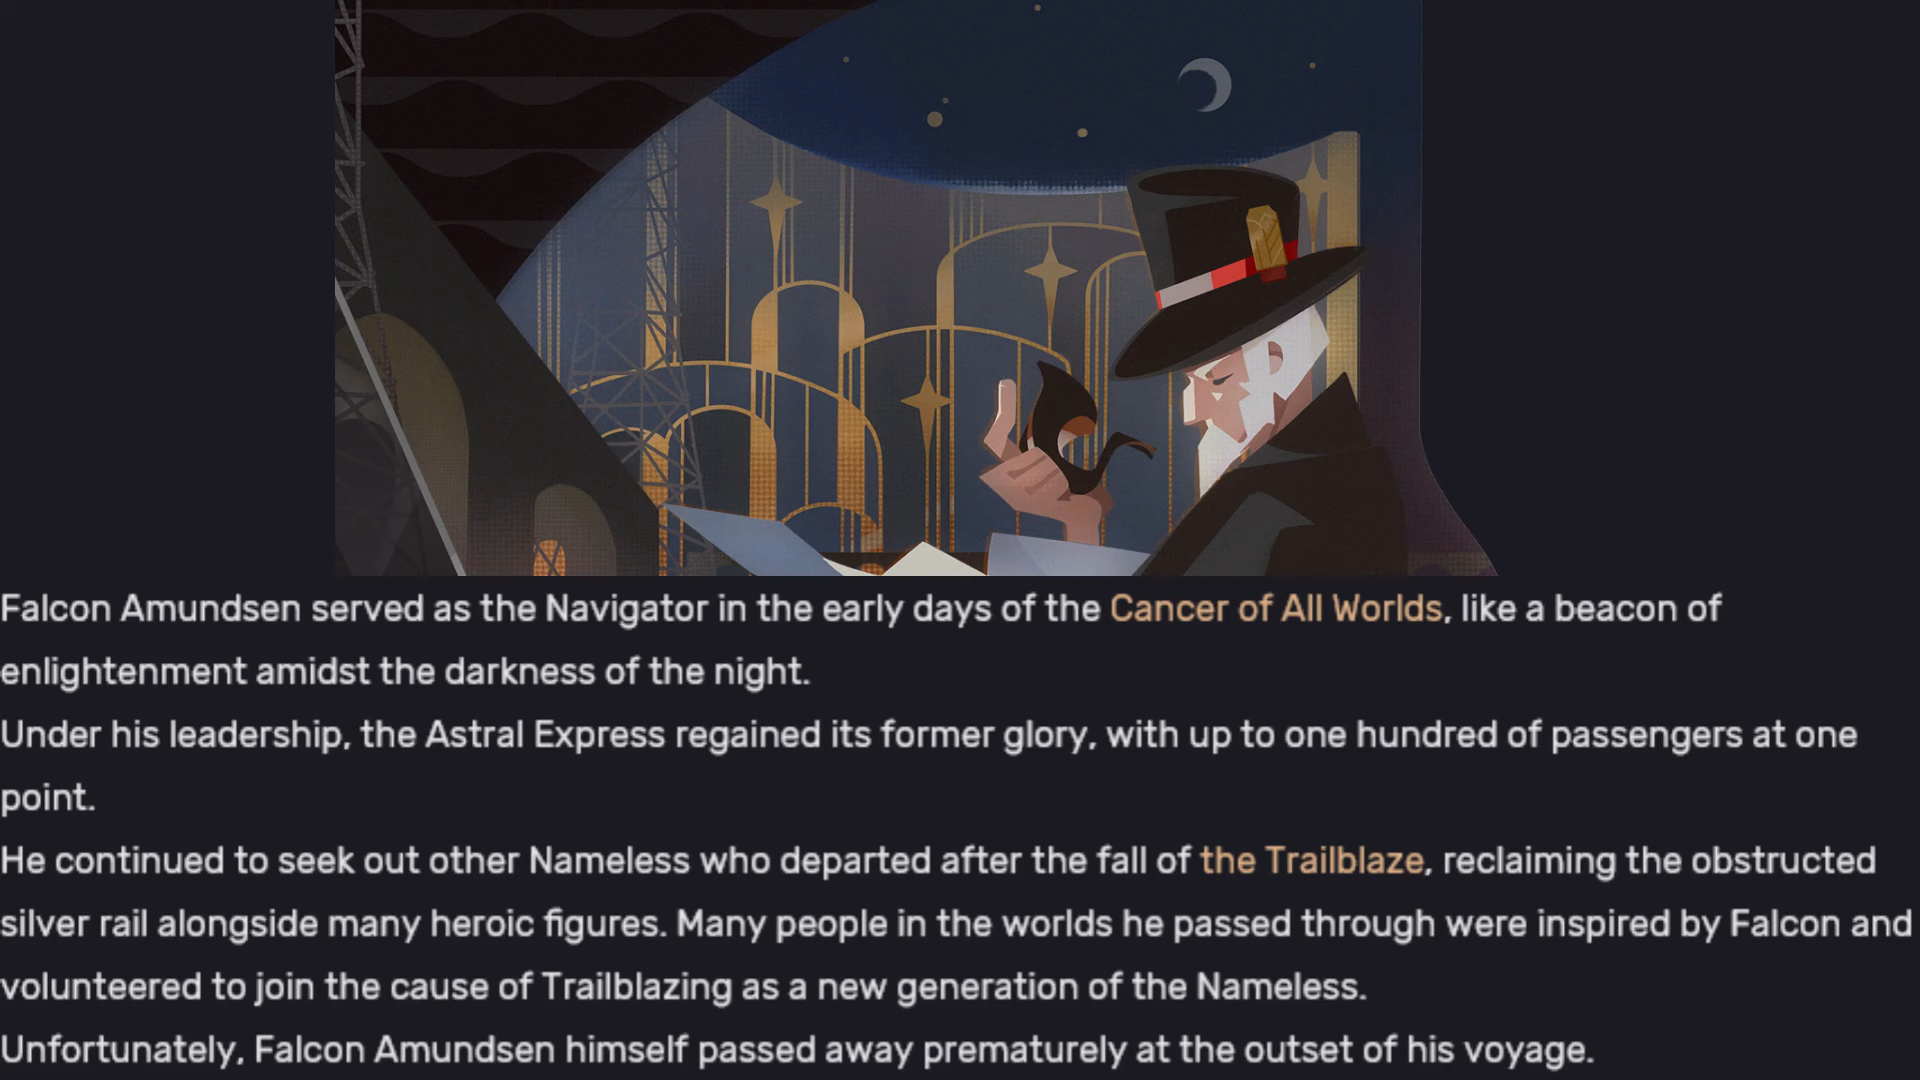 Falcon Amundsen served as the Navigator in the early days of the Cancer of All Worlds, like a beacon of
enlightenment amidst the darkness of the night.
Under his leadership, the Astral Express regained its former glory, with up to one hundred of passengers at one
point.
He continued to seek out other Nameless who departed after the fall of the Trailblaze, reclaiming the obstructed
silver rail alongside many heroic figures. Many people in the worlds he passed through were inspired by Falcon and
volunteered to join the cause of Trailblazing as a new generation of the Nameless.
Unfortunately, Falcon Amundsen himself passed away prematurely at the outset of his voyage.